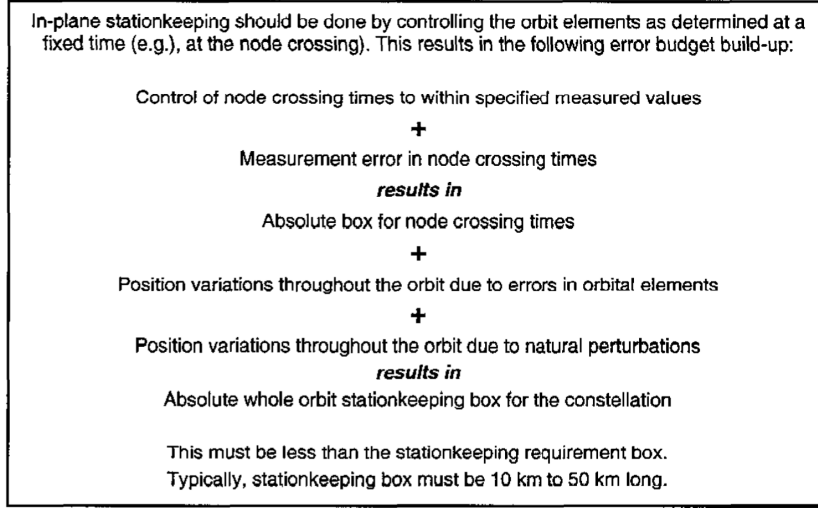 In-plane stationkeeping should be done by controlling the orbit elements as determined at a
fixed time (e.g.), at the node crossing). This results in the following error budget build-up:
Control of node crossing times to within specified measured values
+
Measurement error in node crossing times
results in
Absolute box for node crossing times
+
Position variations throughout the orbit due to errors in orbital elements
+
Position variations throughout the orbit due to natural perturbations
results in
Absolute whole orbit stationkeeping box for the constellation
This must be less than the stationkeeping requirement box.
Typically, stationkeeping box must be 10 km to 50 km long.